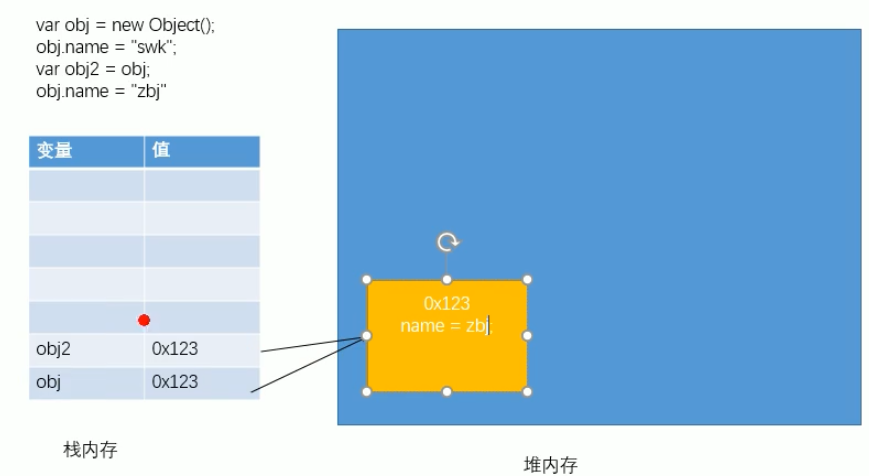 var obj = new Object();
obj.name = "swk";
var obj2 = obj;
obj.name = "zbj"
变量 值
obj2 0x123
obj 0x123
栈内存
0x123
name = zbj;
堆内存